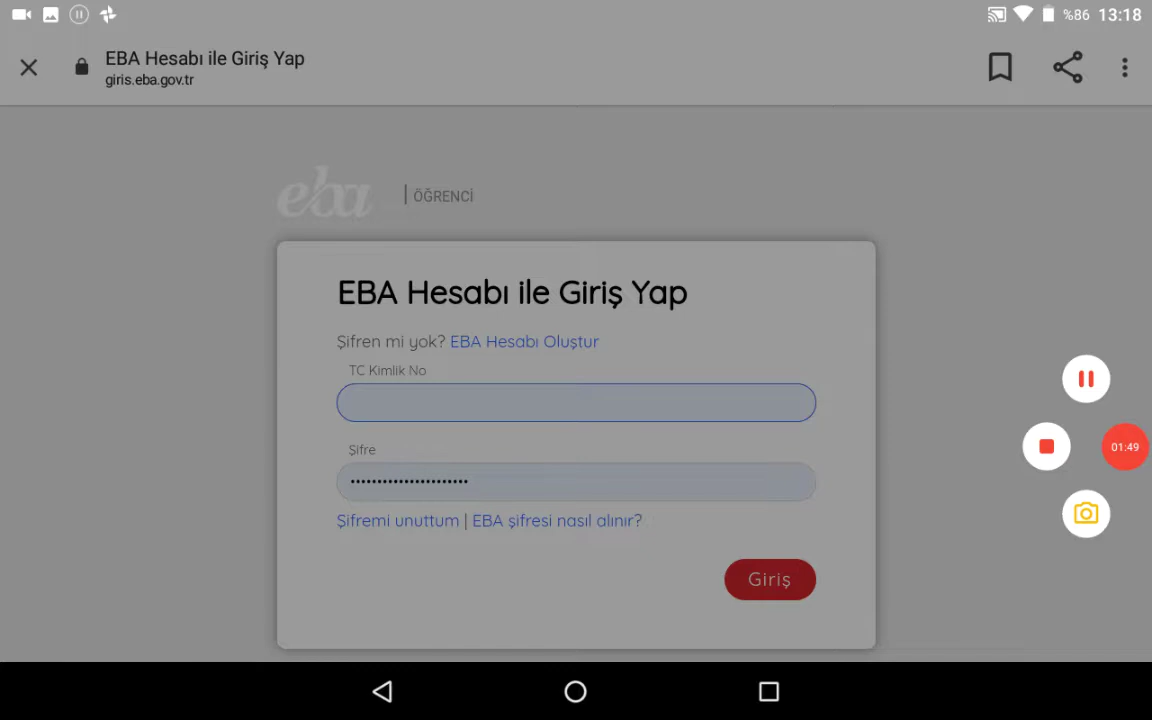 %86 13:18
EBA Hesabı ile Giriş Yap
giris.eba.gov.tr
eba | ÖĞRENCİ
EBA Hesabı ile Giriş Yap
Şifren mi yok? EBA Hesabı Oluştur
TC Kimlik No
Şifre
••••••••••••••••••••••
Şifremi unuttum | EBA şifresi nasıl alınır?
Giriş
01:49